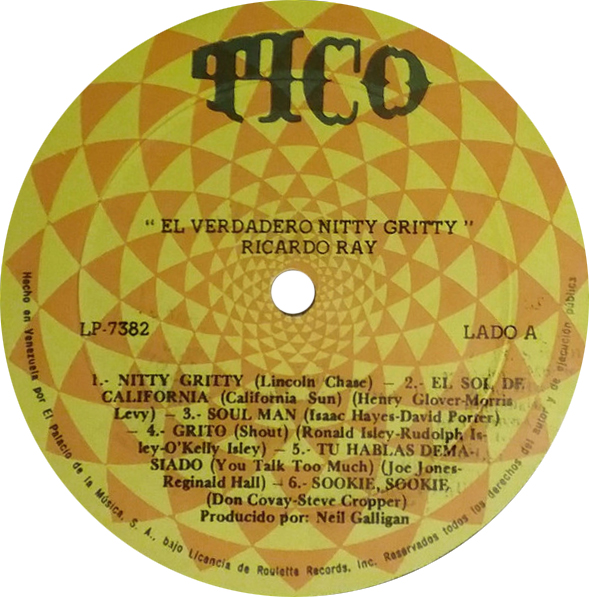 TICO
" EL VERDADERO NITTY GRITTY "
RICARDO RAY
LP-7382
LADO A
1.- NITTY GRITTY (Lincoln Chase) — 2.- EL SOL DE
CALIFORNIA (California Sun) (Henry Glover-Morris
Levy) — 3.- SOUL MAN (Isaac Hayes-David Porter)
— 4.- GRITO (Shout) (Ronald Isley-Rudolph Is-
ley-O'Kelly Isley) — 5.- TU HABLAS DEMA-
SIADO (You Talk Too Much) (Joe Jones-
Reginald Hall) — 6.- SOOKIE, SOOKIE
(Don Covay-Steve Cropper)
Producido por: Neil Galligan
Hecho en Venezuela por El Palacio de la Música, S. A., bajo Licencia de Roulette Records, Inc. Reservados todos los derechos del autor y de ejecución pública